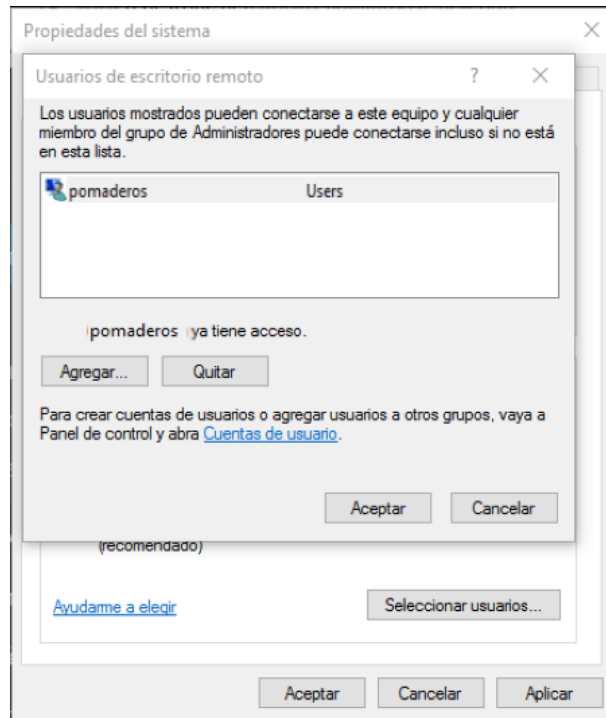 Propiedades del sistema
Usuarios de escritorio remoto
Los usuarios mostrados pueden conectarse a este equipo y cualquier
miembro del grupo de Administradores puede conectarse incluso si no está
en esta lista.
pomaderos Users
pomaderos ya tiene acceso.
Agregar... Quitar
Para crear cuentas de usuarios o agregar usuarios a otros grupos, vaya a
Panel de control y abra Cuentas de usuario.
Aceptar Cancelar
(recomendado)
Ayudarme a elegir Seleccionar usuarios...
Aceptar Cancelar Aplicar